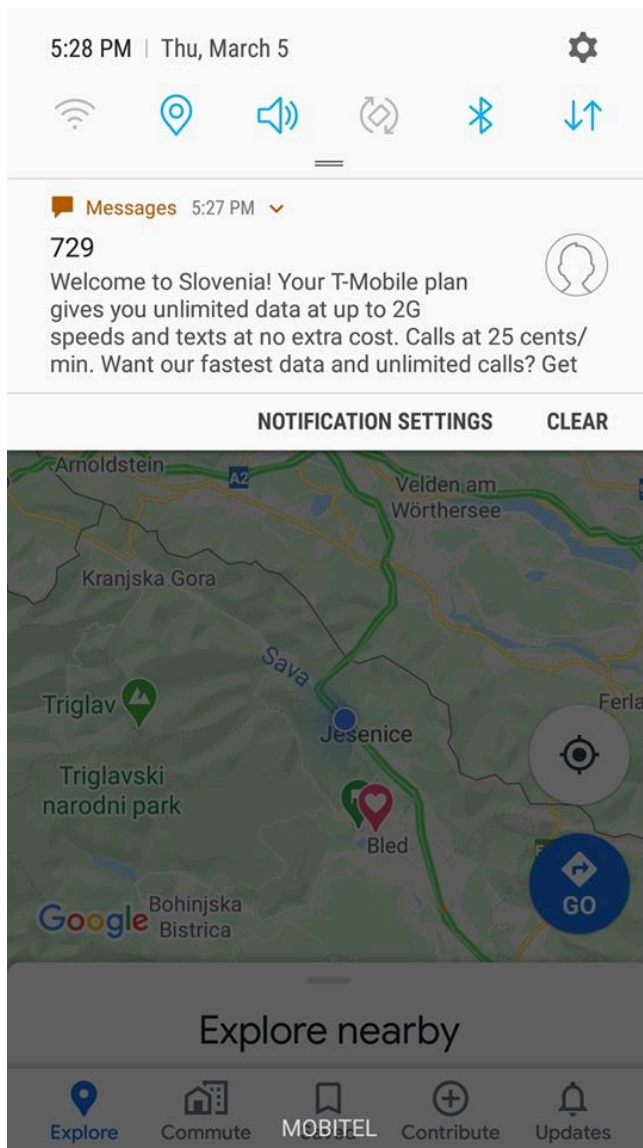 5:28 PM | Thu, March 5
Messages 5:27 PM
729
Welcome to Slovenia! Your T-Mobile plan
gives you unlimited data at up to 2G
speeds and texts at no extra cost. Calls at 25 cents/
min. Want our fastest data and unlimited calls? Get
NOTIFICATION SETTINGS CLEAR
Arnoldstein
A2
Velden am
Wörthersee
Kranjska Gora
Sava
Triglav
Ferla
Jesenice
Triglavski
narodni park
Bled
Bohinjska
Bistrica
Google
GO
Explore nearby
Explore Commute Saved Contribute Updates
MOBITEL